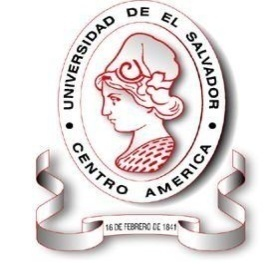 UNIVERSIDAD DE EL SALVADOR
CENTRO AMERICA
16 DE FEBRERO DE 1841